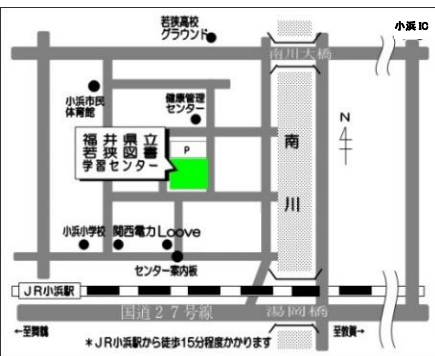 若狭高校
グラウンド
小浜IC
南川大橋
小浜市民
体育館
健康管理
センター
N
福井県立
若狭図書
学習センター
P
南
川
小浜小学校
関西電力
Loove
センター案内板
JR小浜駅
国道27号線
湯岡橋
←至舞鶴
至敦賀→
*JR小浜駅から徒歩15分程度かかります